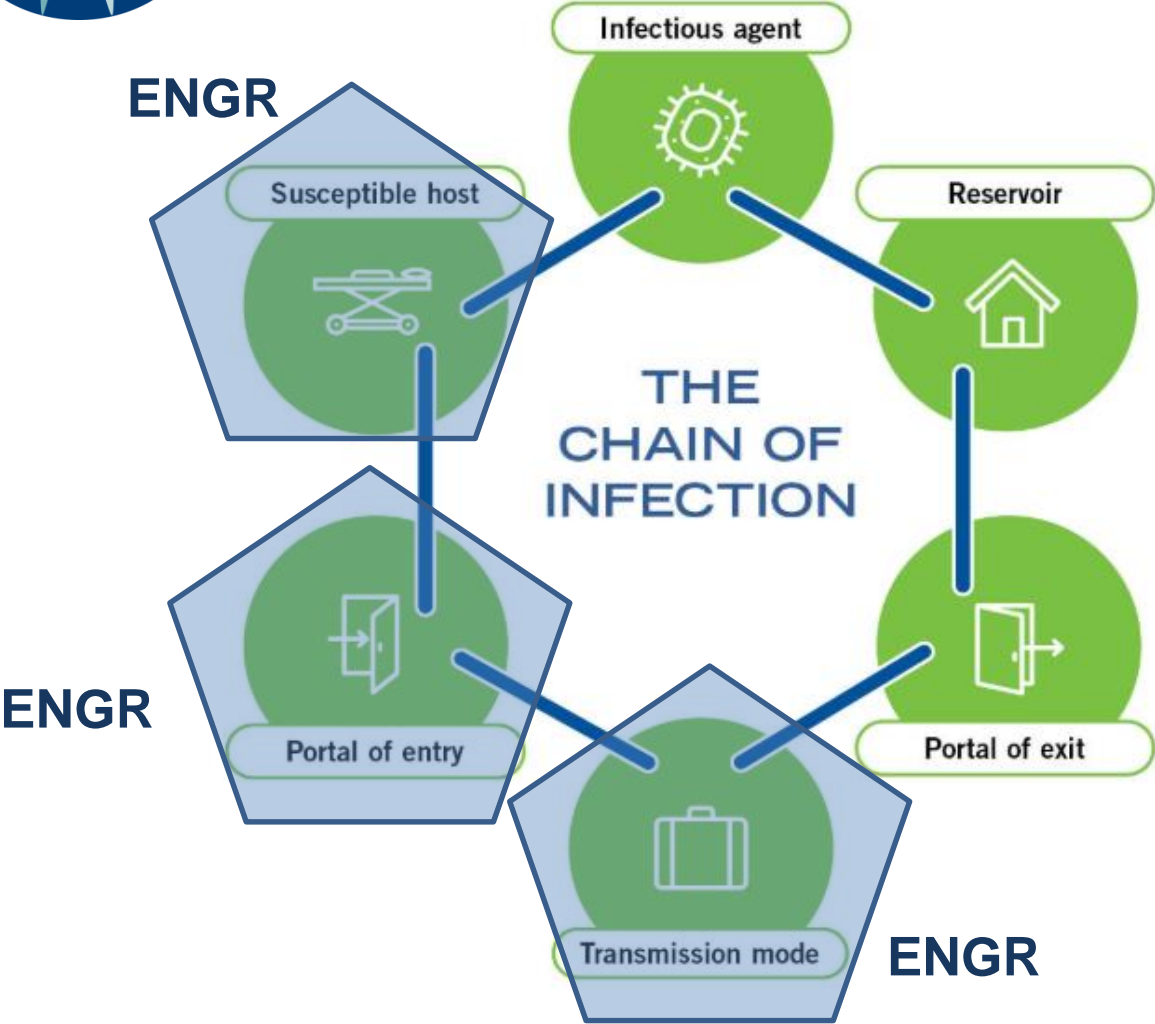 Infectious agent
ENGR
Susceptible host
Reservoir
THE
CHAIN OF
INFECTION
ENGR
Portal of entry
Portal of exit
Transmission mode
ENGR